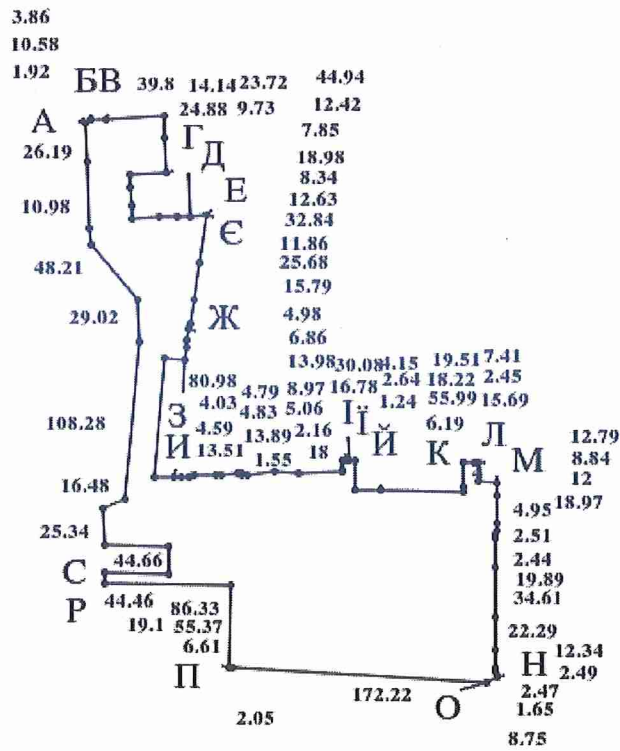 3.86
10.58
1.92
БВ 39.8 14.14 23.72 44.94
А 24.88 9.73 12.42
Г 7.85
26.19 Д 18.98
8.34
Е 12.63
10.98 32.84
Є 11.86
48.21 25.68
15.79
29.02 Ж 4.98
6.86
13.98 30.08 4.15 19.51 7.41
80.98 4.79 8.97 16.78 2.64 18.22 2.45
З 4.03 4.83 5.06 1.24 55.99 15.69
108.28 4.59 І Ї 6.19 Л
И 13.51 13.89 2.16 Й К М 12.79
1.55 18 8.84
12
16.48 4.95 18.97
25.34 2.51
44.66 2.44
С 19.89
Р 44.46 86.33 34.61
19.1 55.37
6.61 22.29
12.34
П Н 2.49
172.22 О 2.47
2.05 1.65
8.75